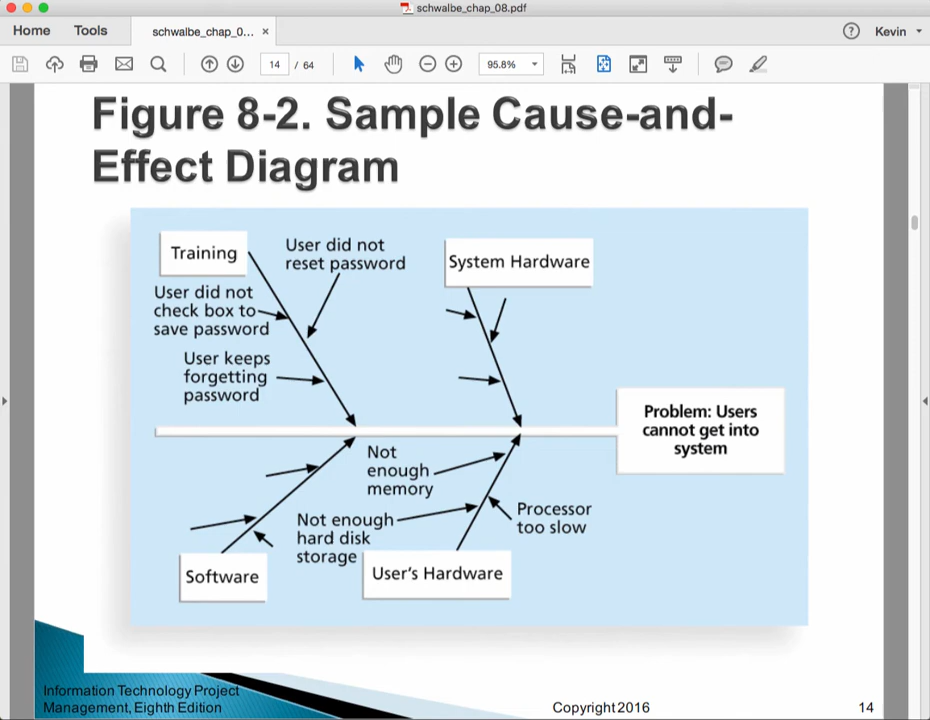 schwalbe_chap_08.pdf
Home
Tools
schwalbe_chap_0... ×
?
Kevin
14 / 64
95.8%
Figure 8-2. Sample Cause-and-
Effect Diagram
Training
User did not
reset password
System Hardware
User did not
check box to
save password
User keeps
forgetting
password
Problem: Users
cannot get into
system
Not
enough
memory
Not enough
hard disk
storage
Processor
too slow
Software
User's Hardware
Information Technology Project
Management, Eighth Edition
Copyright 2016
14